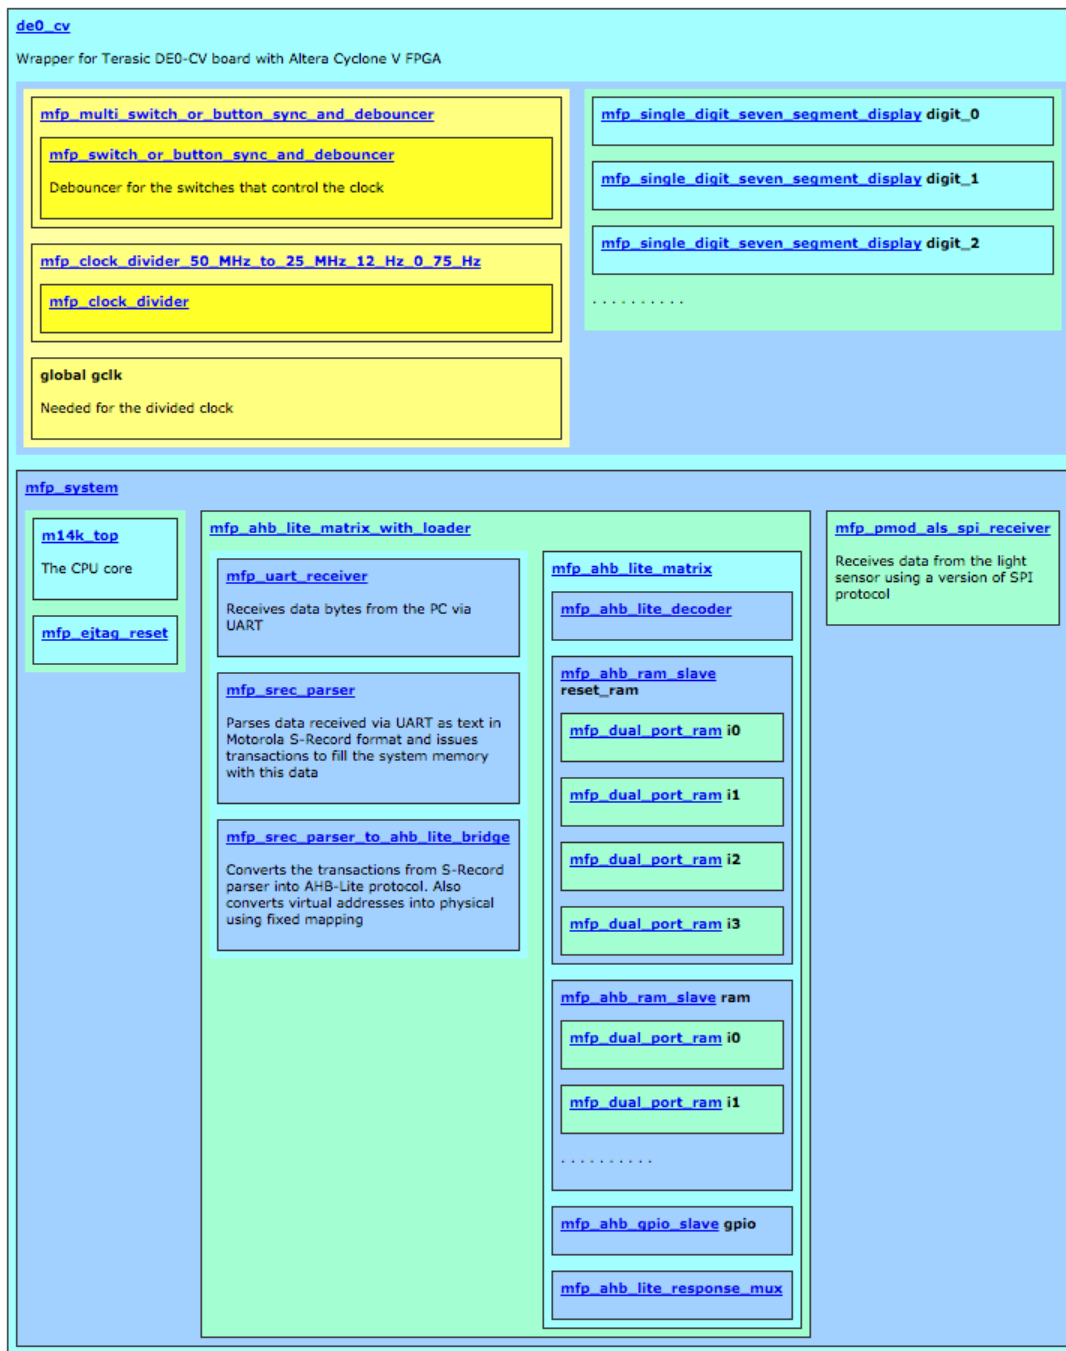 de0_cv
Wrapper for Terasic DE0-CV board with Altera Cyclone V FPGA
mfp_multi_switch_or_button_sync_and_debouncer
mfp_switch_or_button_sync_and_debouncer
Debouncer for the switches that control the clock
mfp_clock_divider_50_MHz_to_25_MHz_12_Hz_0_75_Hz
mfp_clock_divider
global gclk
Needed for the divided clock
mfp_single_digit_seven_segment_display digit_0
mfp_single_digit_seven_segment_display digit_1
mfp_single_digit_seven_segment_display digit_2
. . . . . . . . . .
mfp_system
m14k_top
The CPU core
mfp_ejtag_reset
mfp_ahb_lite_matrix_with_loader
mfp_uart_receiver
Receives data bytes from the PC via
UART
mfp_srec_parser
Parses data received via UART as text in
Motorola S-Record format and issues
transactions to fill the system memory
with this data
mfp_srec_parser_to_ahb_lite_bridge
Converts the transactions from S-Record
parser into AHB-Lite protocol. Also
converts virtual addresses into physical
using fixed mapping
mfp_ahb_lite_matrix
mfp_ahb_lite_decoder
mfp_ahb_ram_slave
reset_ram
mfp_dual_port_ram i0
mfp_dual_port_ram i1
mfp_dual_port_ram i2
mfp_dual_port_ram i3
mfp_ahb_ram_slave ram
mfp_dual_port_ram i0
mfp_dual_port_ram i1
. . . . . . . . . .
mfp_ahb_gpio_slave gpio
mfp_ahb_lite_response_mux
mfp_pmod_als_spi_receiver
Receives data from the light
sensor using a version of SPI
protocol